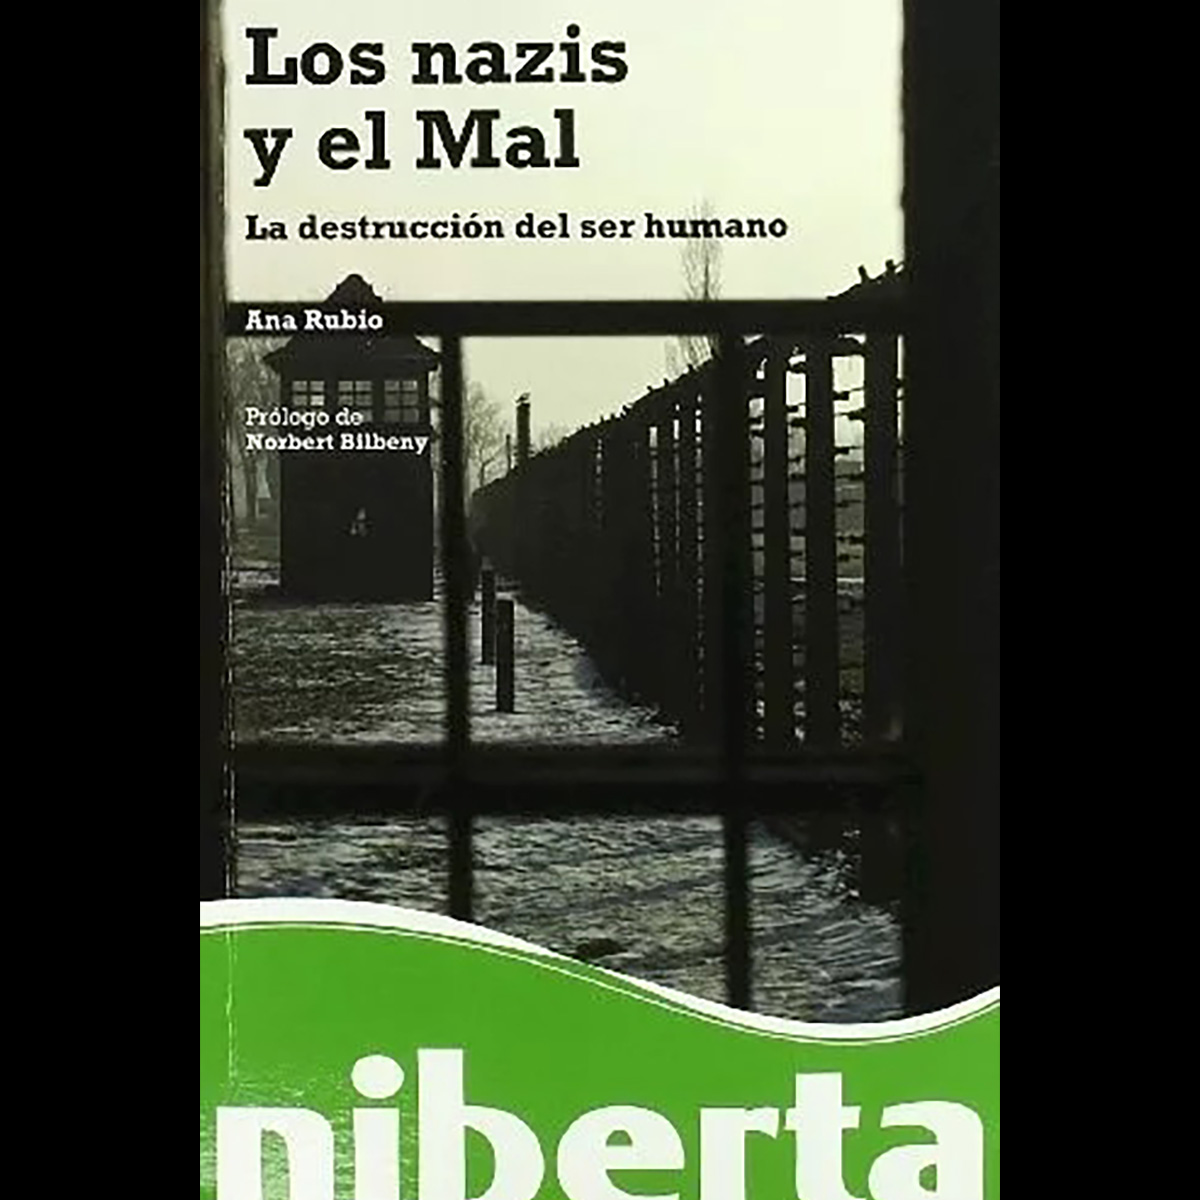 Los nazis
y el Mal
La destrucción del ser humano
Ana Rubio
Prólogo de
Norbert Bilbeny
niberta